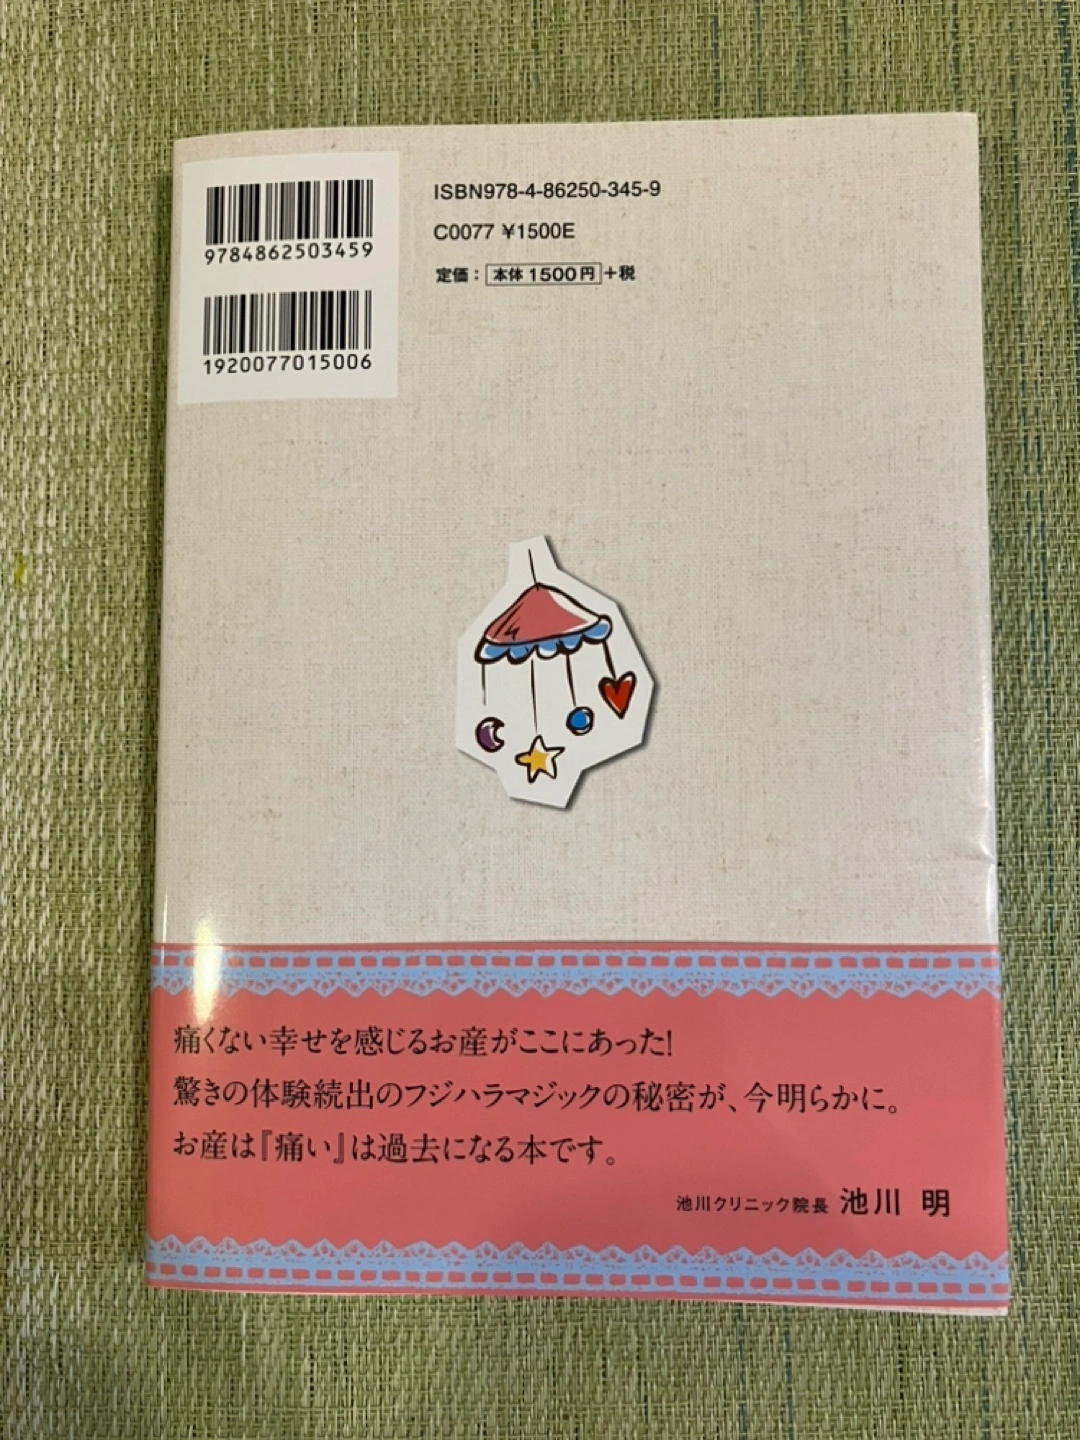 9784862503459
1920077015006
ISBN978-4-86250-345-9
C0077 ¥1500E
定価：本体1500円+税
痛くない幸せを感じるお産がここにあった!
驚きの体験続出のフジハラマジックの秘密が、今明らかに。
お産は『痛い』は過去になる本です。
池川クリニック院長 池川 明